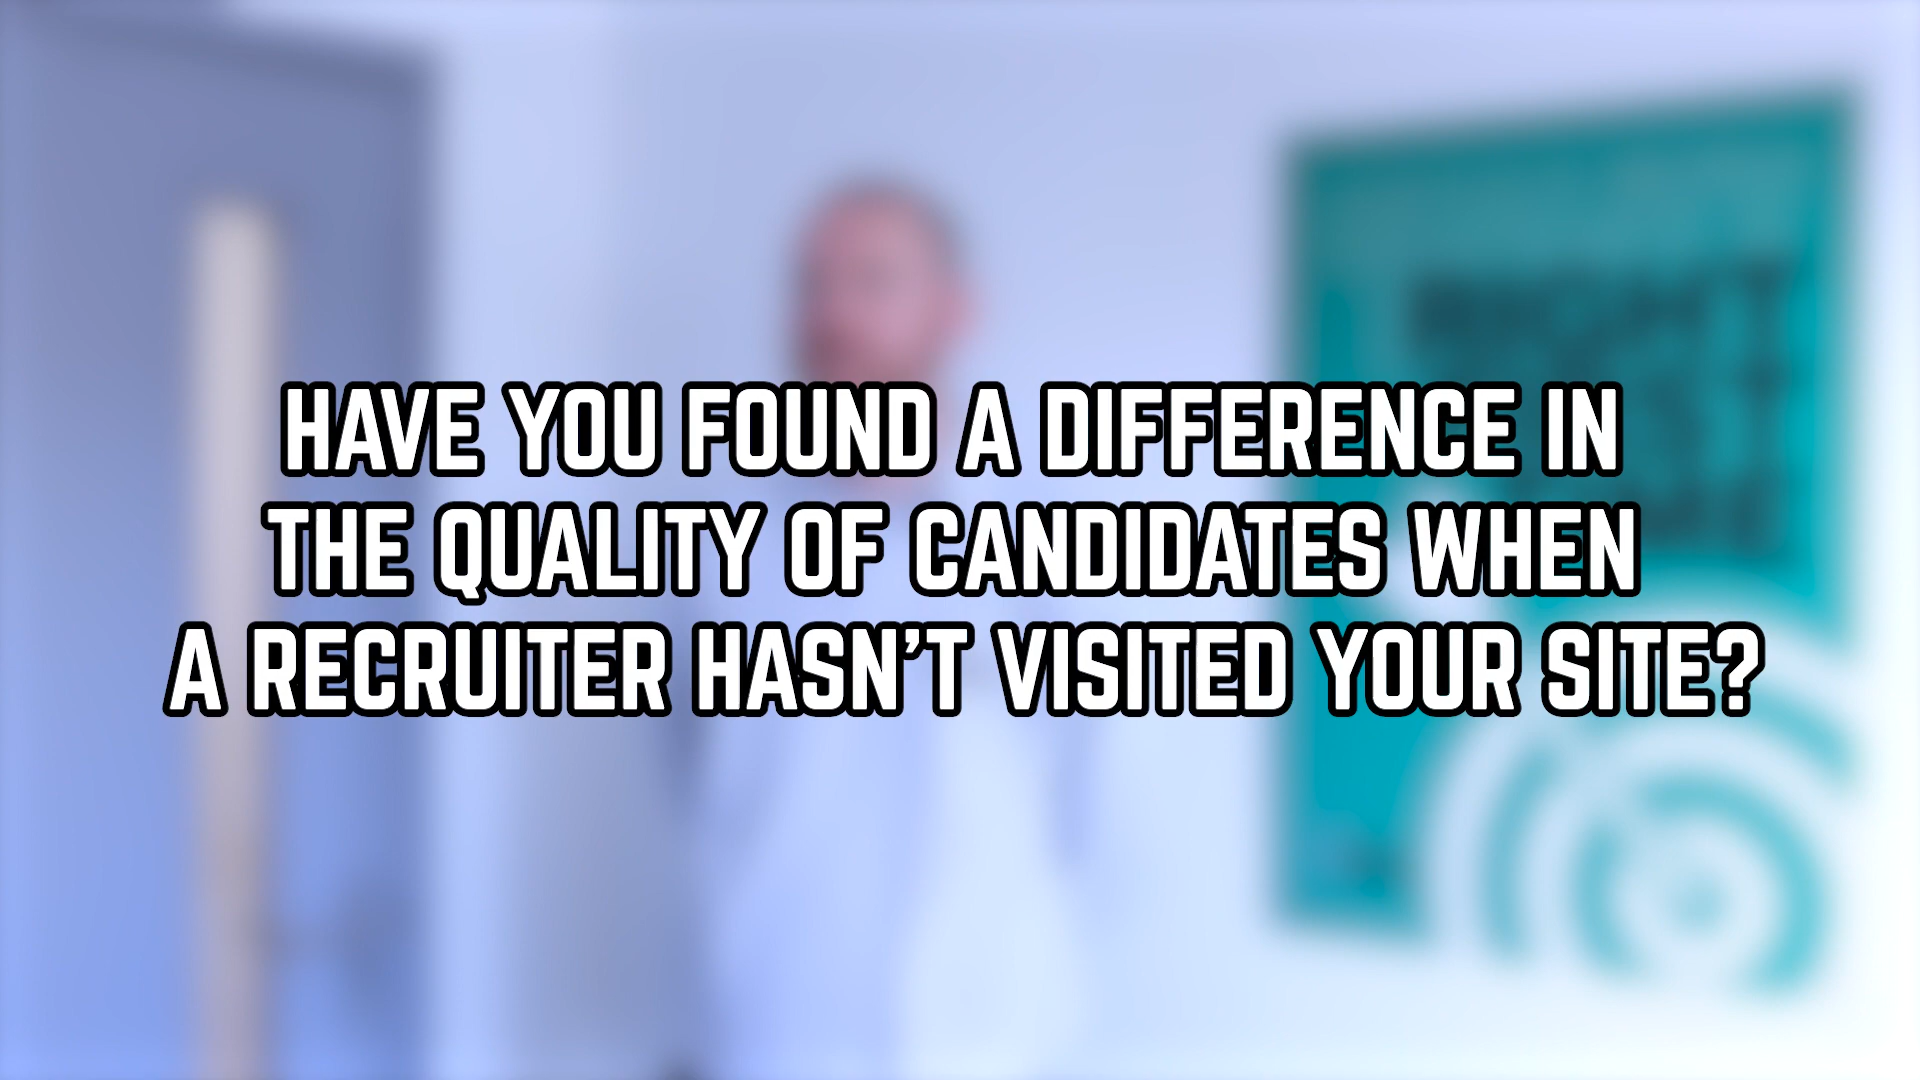 HAVE YOU FOUND A DIFFERENCE IN
THE QUALITY OF CANDIDATES WHEN
A RECRUITER HASN'T VISITED YOUR SITE?